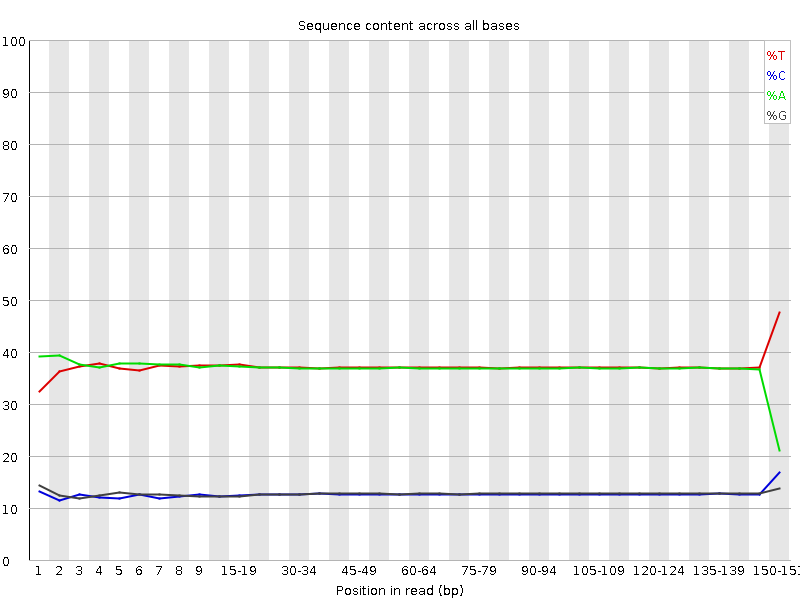 Sequence content across all bases
100
90
80
70
60
50
40
30
20
10
0
%T
%C
%A
%G
1 2 3 4 5 6 7 8 9 15-19 30-34 45-49 60-64 75-79 90-94 105-109 120-124 135-139 150-151
Position in read (bp)